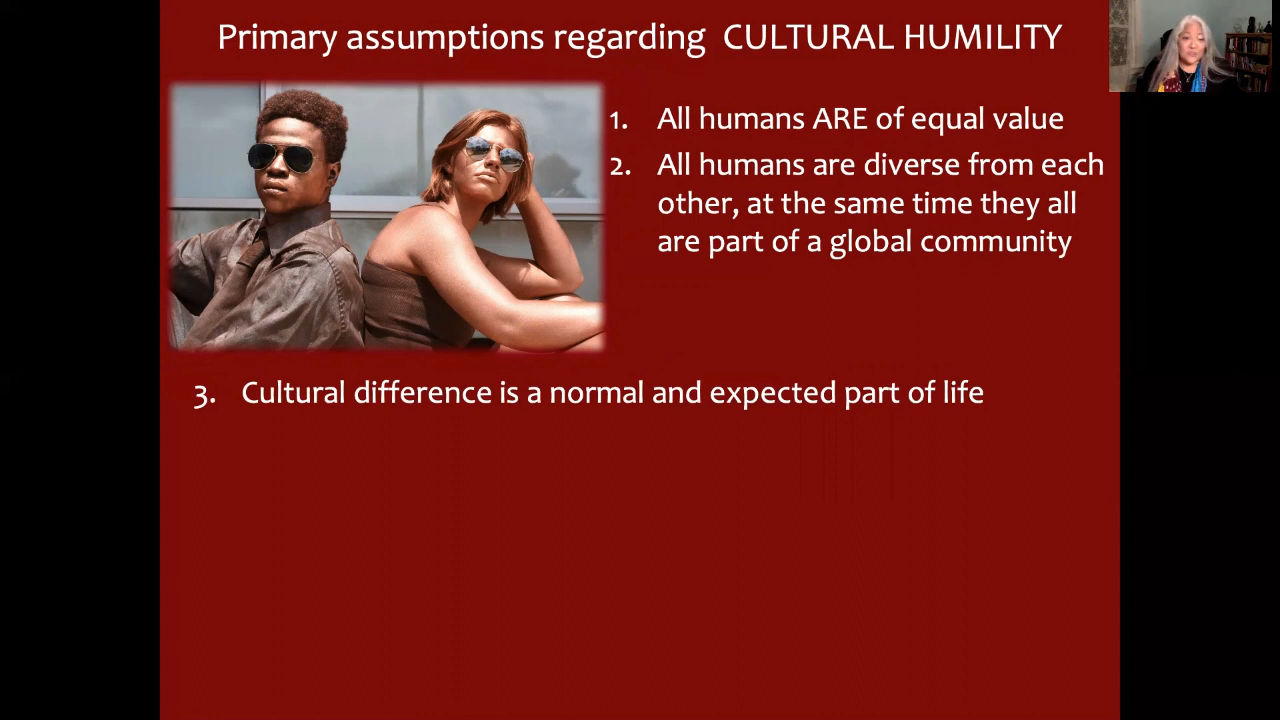 Primary assumptions regarding CULTURAL HUMILITY
1. All humans ARE of equal value
2. All humans are diverse from each
other, at the same time they all
are part of a global community
3. Cultural difference is a normal and expected part of life